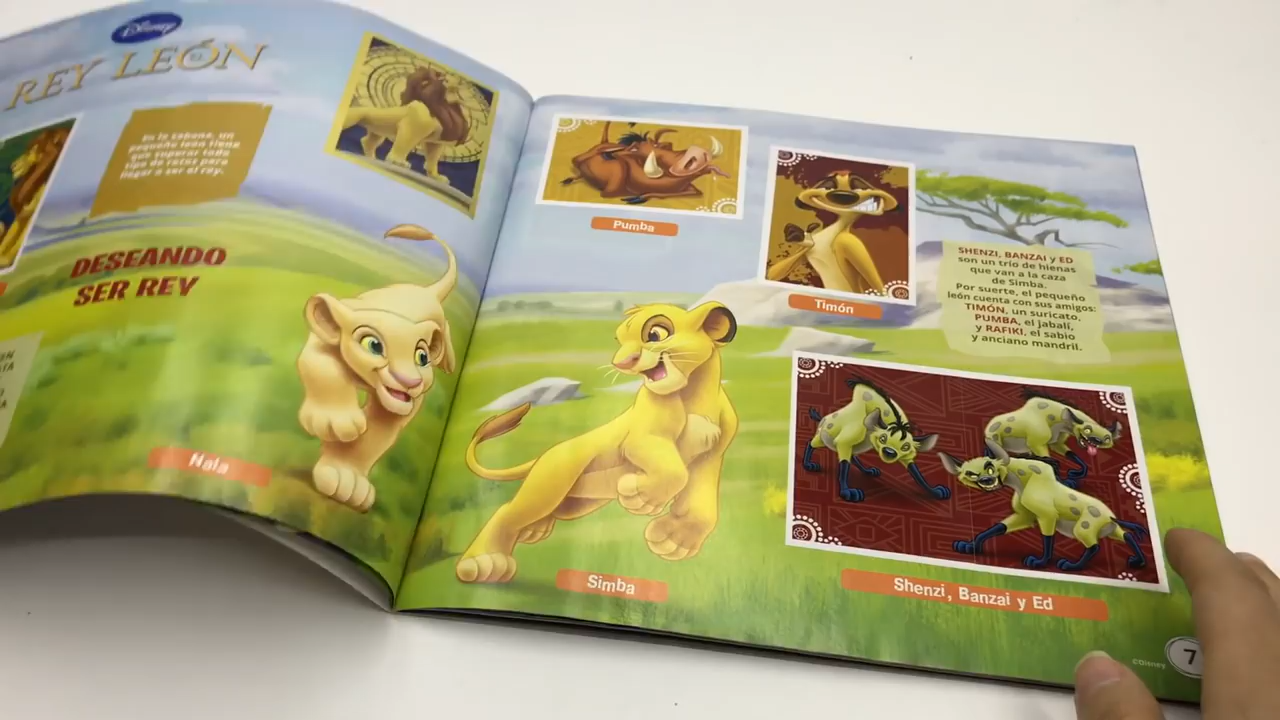 Disney
EL
REY LEÓN
En la sabana, un
pequeño león tiene
que superar todo
tipo de retos para
llegar a ser el rey.
DESEANDO
SER REY
Nala
Pumba
Timón
SHENZI, BANZAI y ED
son un trío de hienas
que van a la caza
de Simba.
Por suerte, el pequeño
león cuenta con sus amigos:
TIMÓN, un suricato.
PUMBA, el jabalí,
y RAFIKI, el sabio
y anciano mandril.
Simba
Shenzi, Banzai y Ed
©Disney
7